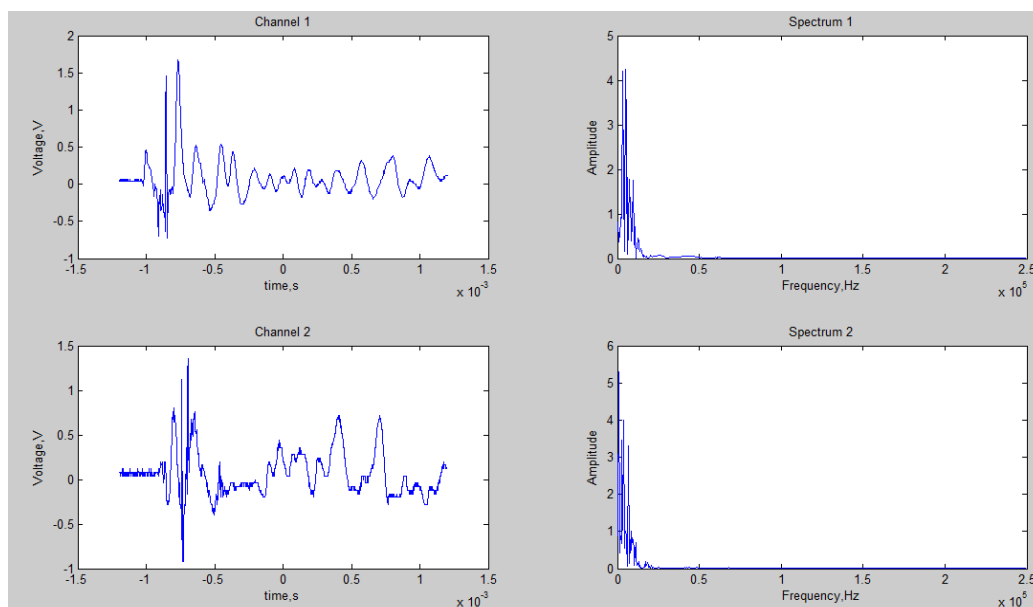 Channel 1
Voltage,V
2
1.5
1
0.5
0
-0.5
-1
-1.5 -1 -0.5 0 0.5 1 1.5
time,s
x 10⁻³
Spectrum 1
Amplitude
5
4
3
2
1
0
0 0.5 1 1.5 2 2.5
Frequency,Hz
x 10⁵
Channel 2
Voltage,V
1.5
1
0.5
0
-0.5
-1
-1.5 -1 -0.5 0 0.5 1 1.5
time,s
x 10⁻³
Spectrum 2
Amplitude
6
5
4
3
2
1
0
0 0.5 1 1.5 2 2.5
Frequency,Hz
x 10⁵